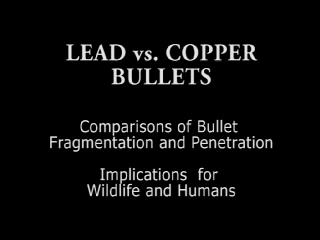 LEAD vs. COPPER
BULLETS
Comparisons of Bullet
Fragmentation and Penetration
Implications for
Wildlife and Humans